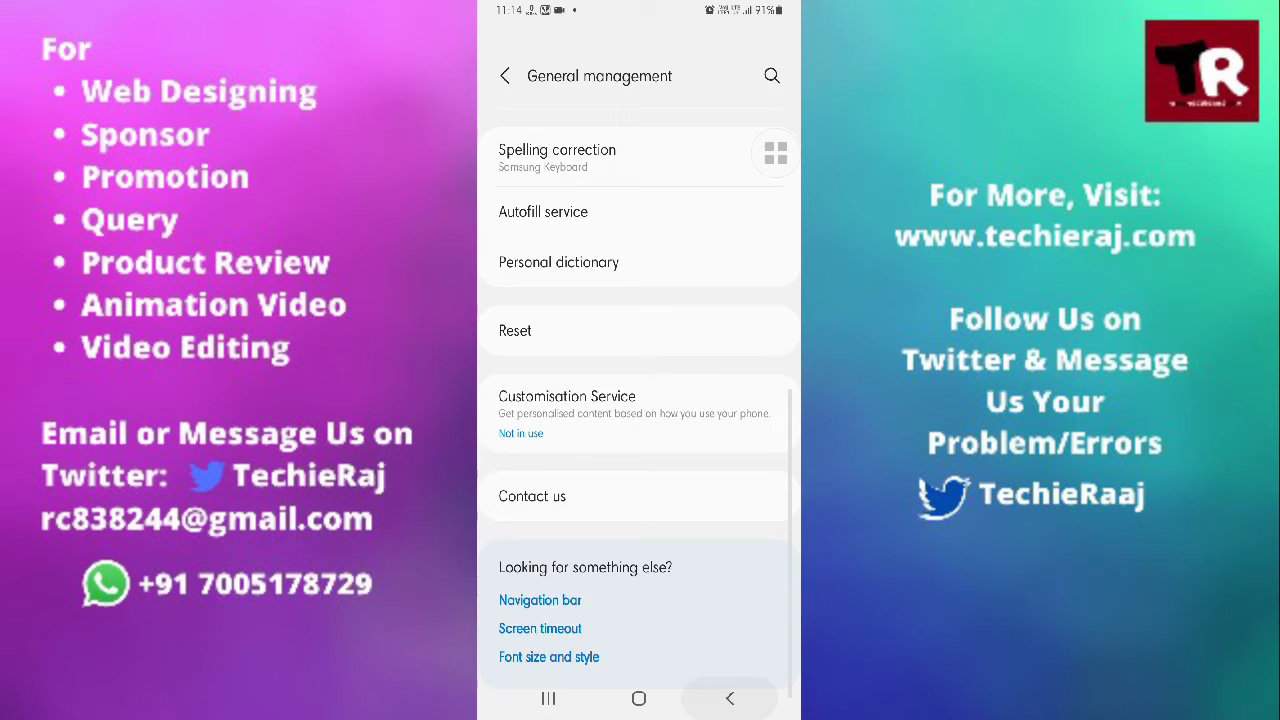 For
• Web Designing
• Sponsor
• Promotion
• Query
• Product Review
• Animation Video
• Video Editing
Email or Message Us on
Twitter: TechieRaj
rc838244@gmail.com
+91 7005178729
11:14
91%
General management
Spelling correction
Samsung Keyboard
Autofill service
Personal dictionary
Reset
Customisation Service
Get personalised content based on how you use your phone.
Not in use
Contact us
Looking for something else?
Navigation bar
Screen timeout
Font size and style
TR
For More, Visit:
www.techieraj.com
Follow Us on
Twitter & Message
Us Your
Problem/Errors
TechieRaaj